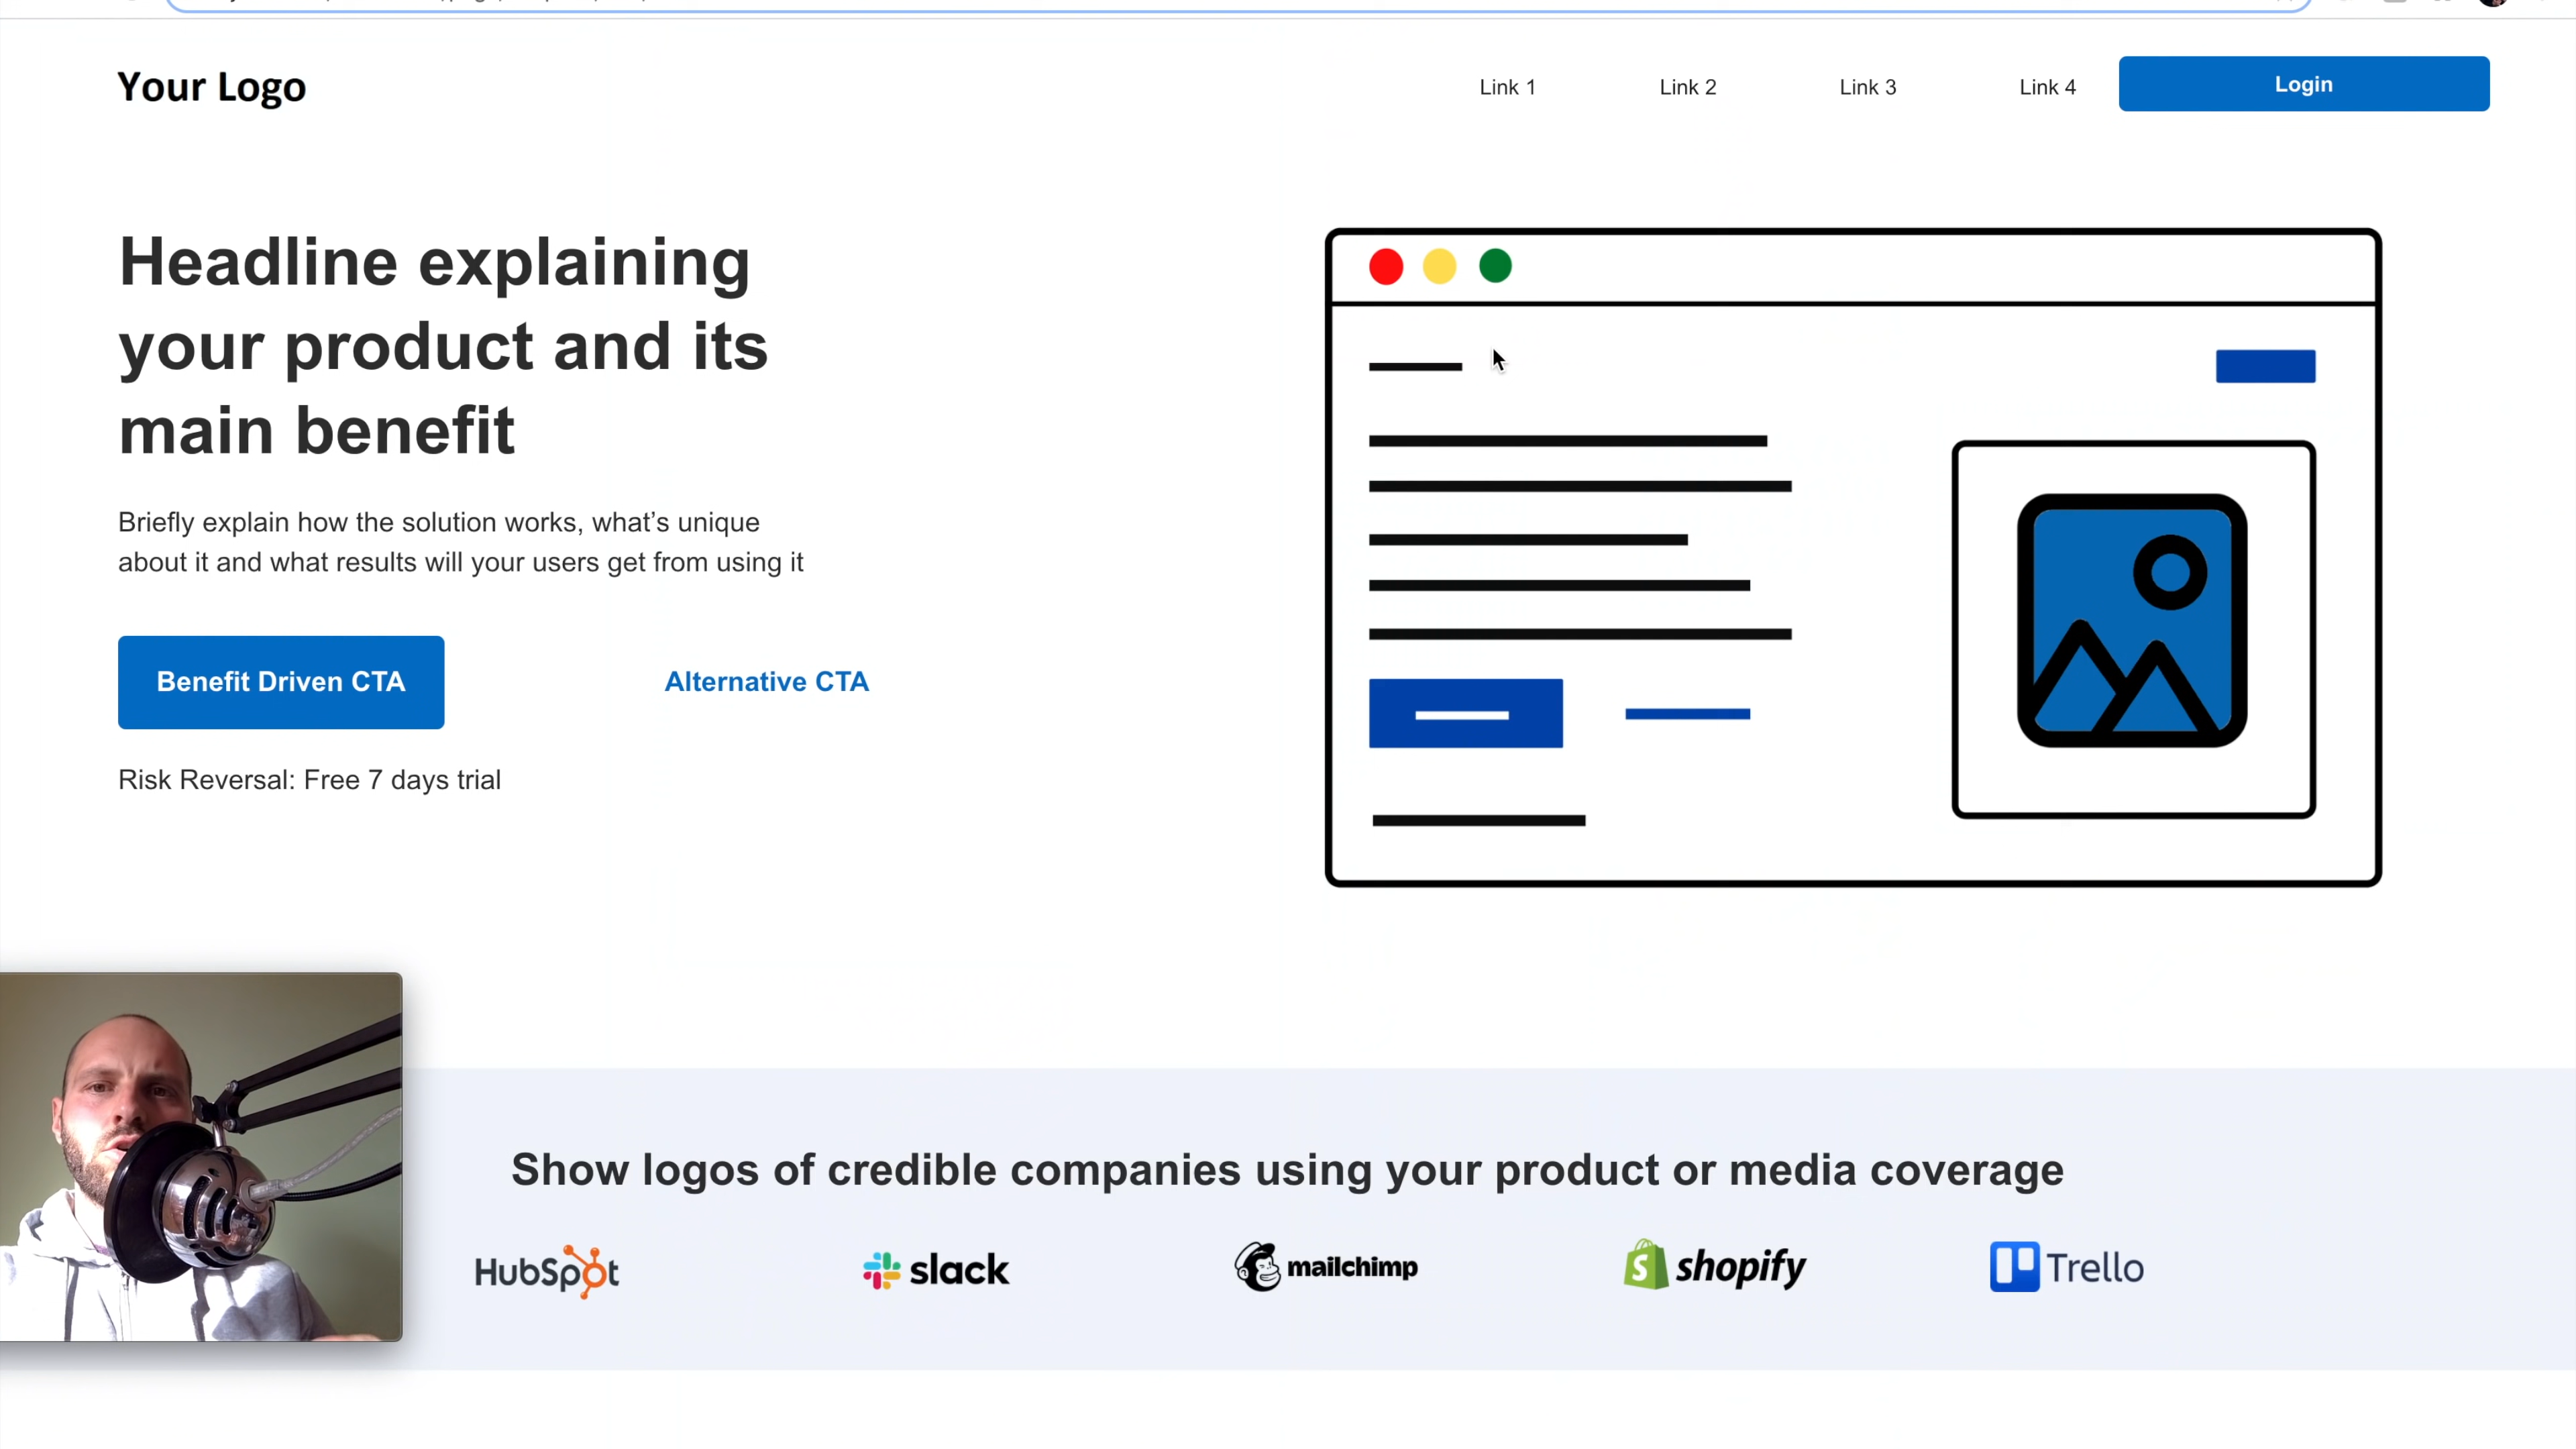 Your Logo
Link 1
Link 2
Link 3
Link 4
Login
Headline explaining
your product and its
main benefit
Briefly explain how the solution works, what’s unique
about it and what results will your users get from using it
Benefit Driven CTA
Alternative CTA
Risk Reversal: Free 7 days trial
Show logos of credible companies using your product or media coverage
HubSpot
slack
mailchimp
shopify
Trello